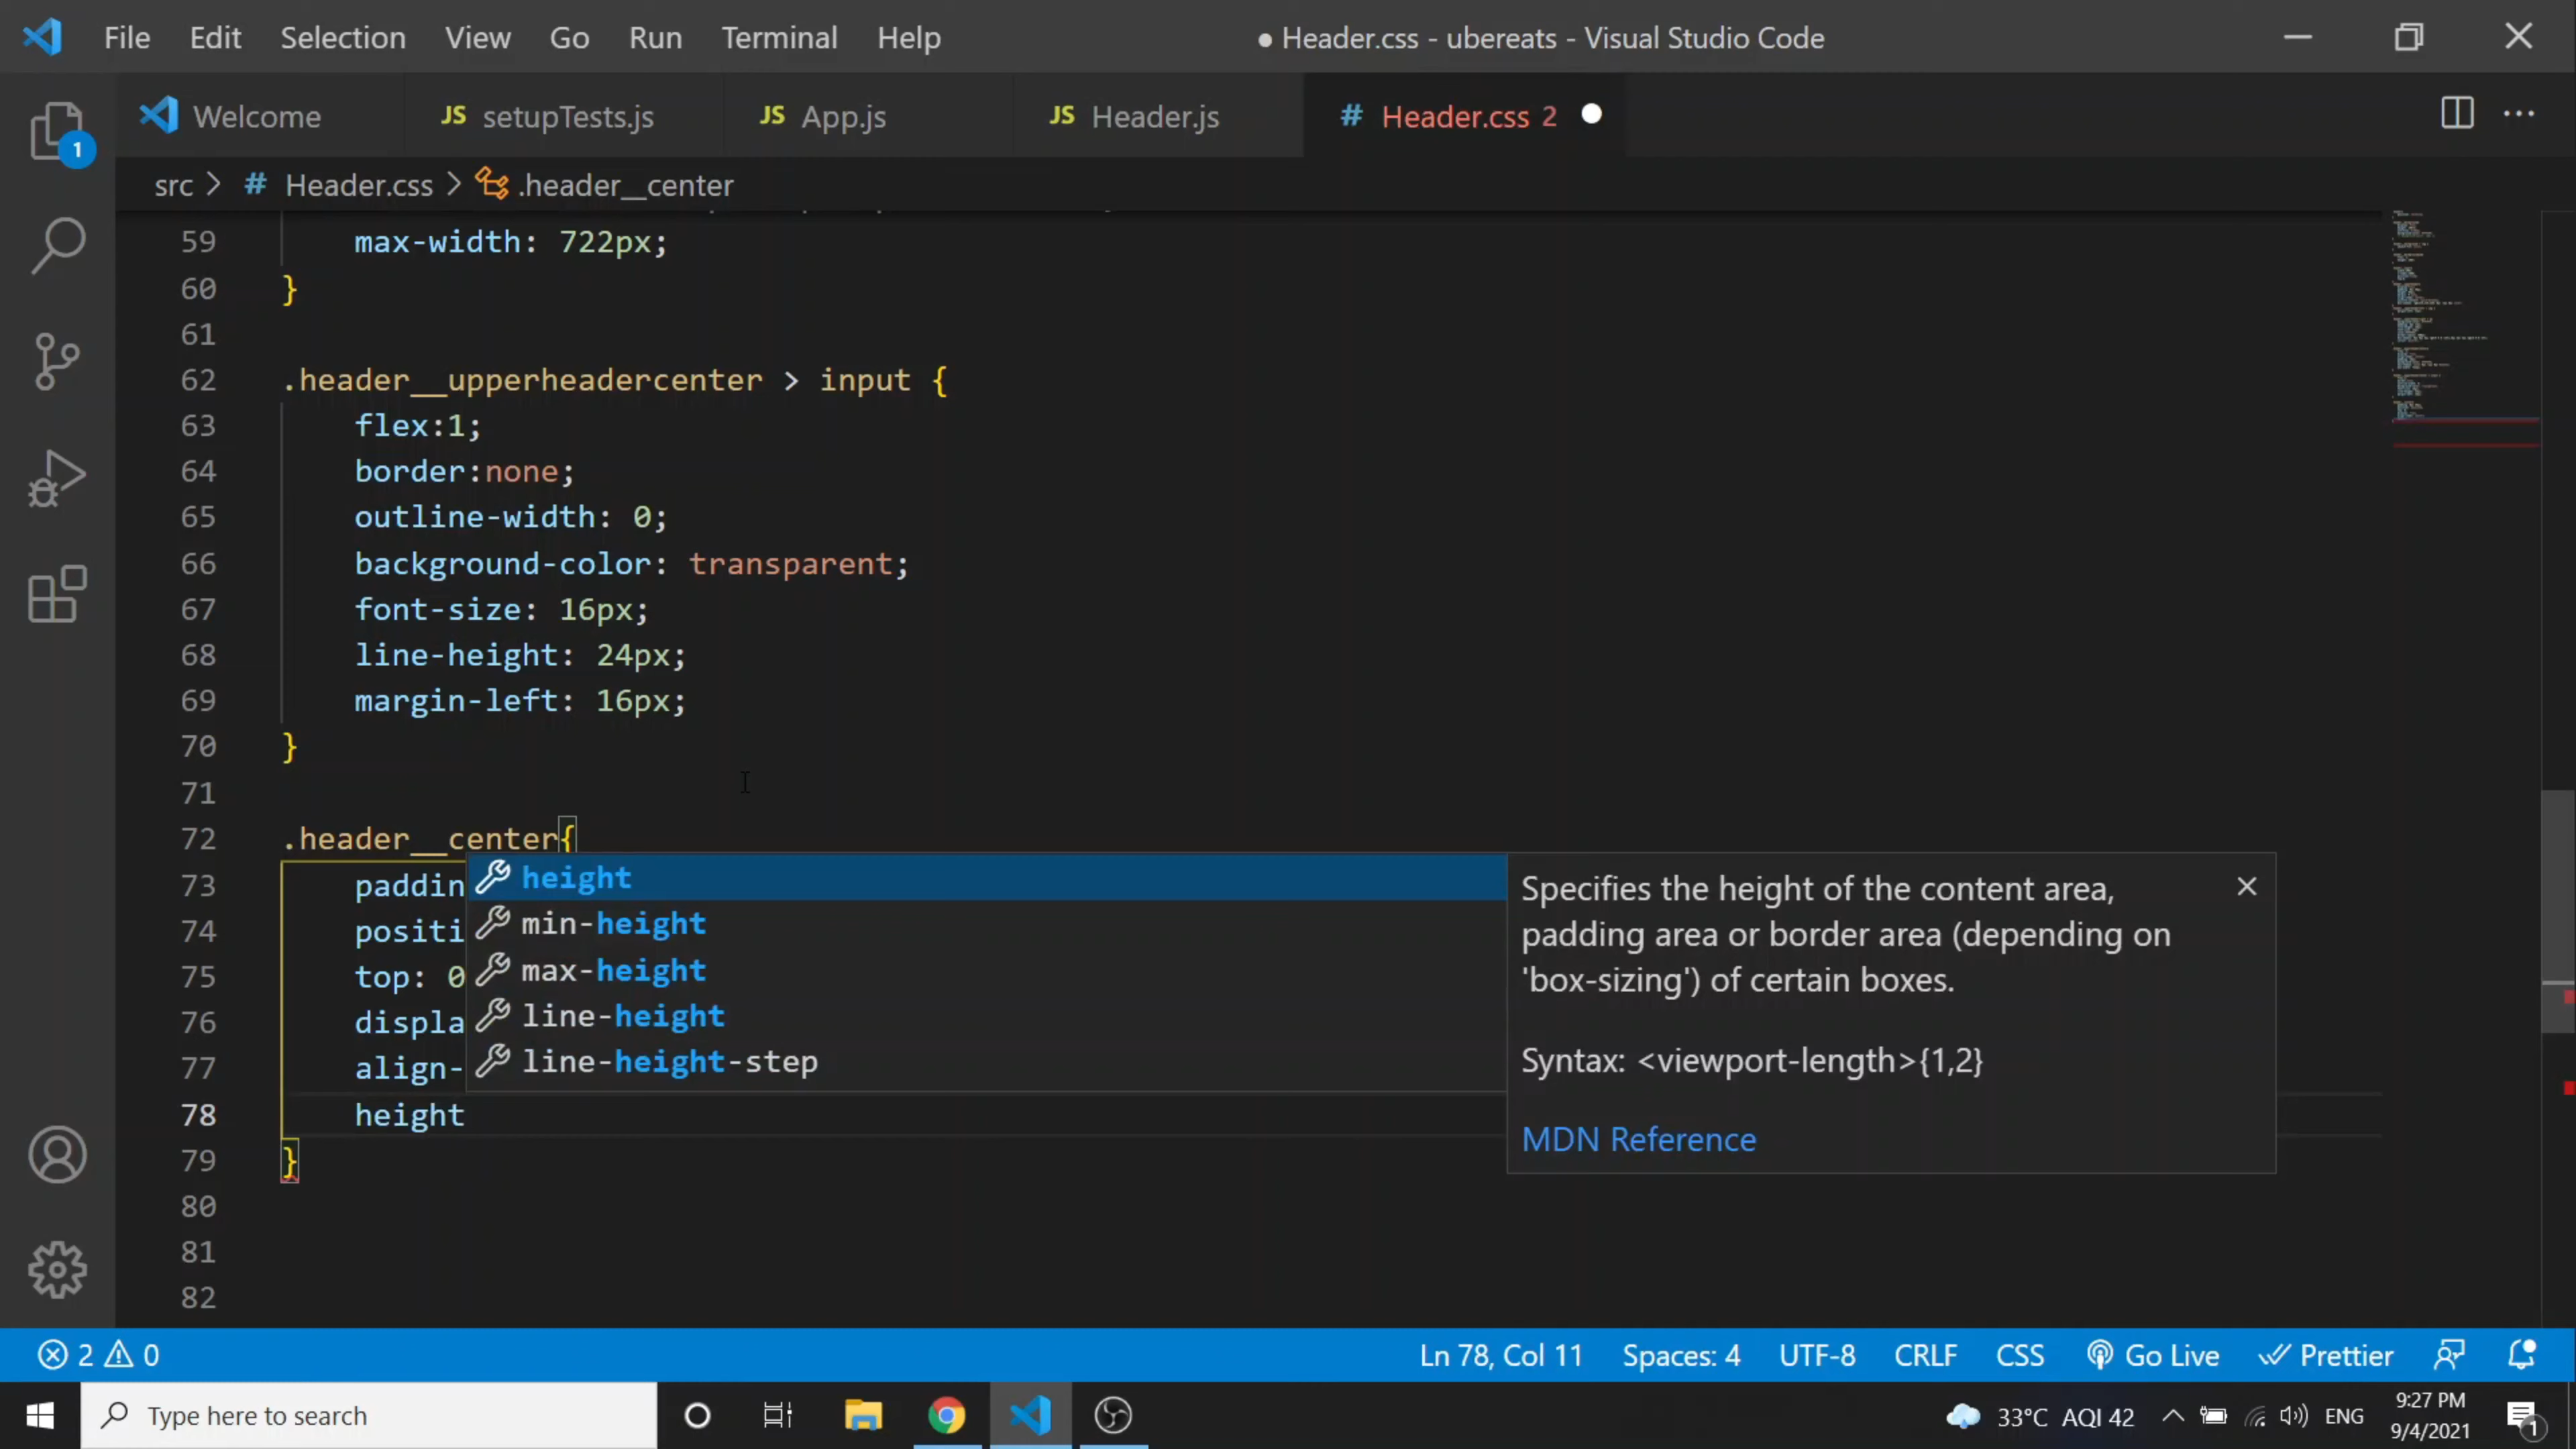 File Edit Selection View Go Run Terminal Help ● Header.css - ubereats - Visual Studio Code
Welcome JS setupTests.js JS App.js JS Header.js # Header.css 2
1
src > # Header.css > .header__center
59 max-width: 722px;
60 }
61
62 .header__upperheadercenter > input {
63 flex:1;
64 border:none;
65 outline-width: 0;
66 background-color: transparent;
67 font-size: 16px;
68 line-height: 24px;
69 margin-left: 16px;
70 }
71
72 .header__center{
73 paddin
74 positi
75 top: 0
76 displa
77 align-
78 height
79 }
80
81
82
height
min-height
max-height
line-height
line-height-step
Specifies the height of the content area,
padding area or border area (depending on
'box-sizing') of certain boxes.
Syntax: <viewport-length>{1,2}
MDN Reference
2 0 Ln 78, Col 11 Spaces: 4 UTF-8 CRLF CSS Go Live Prettier
Type here to search 33°C AQI 42 ENG 9:27 PM
9/4/2021 1